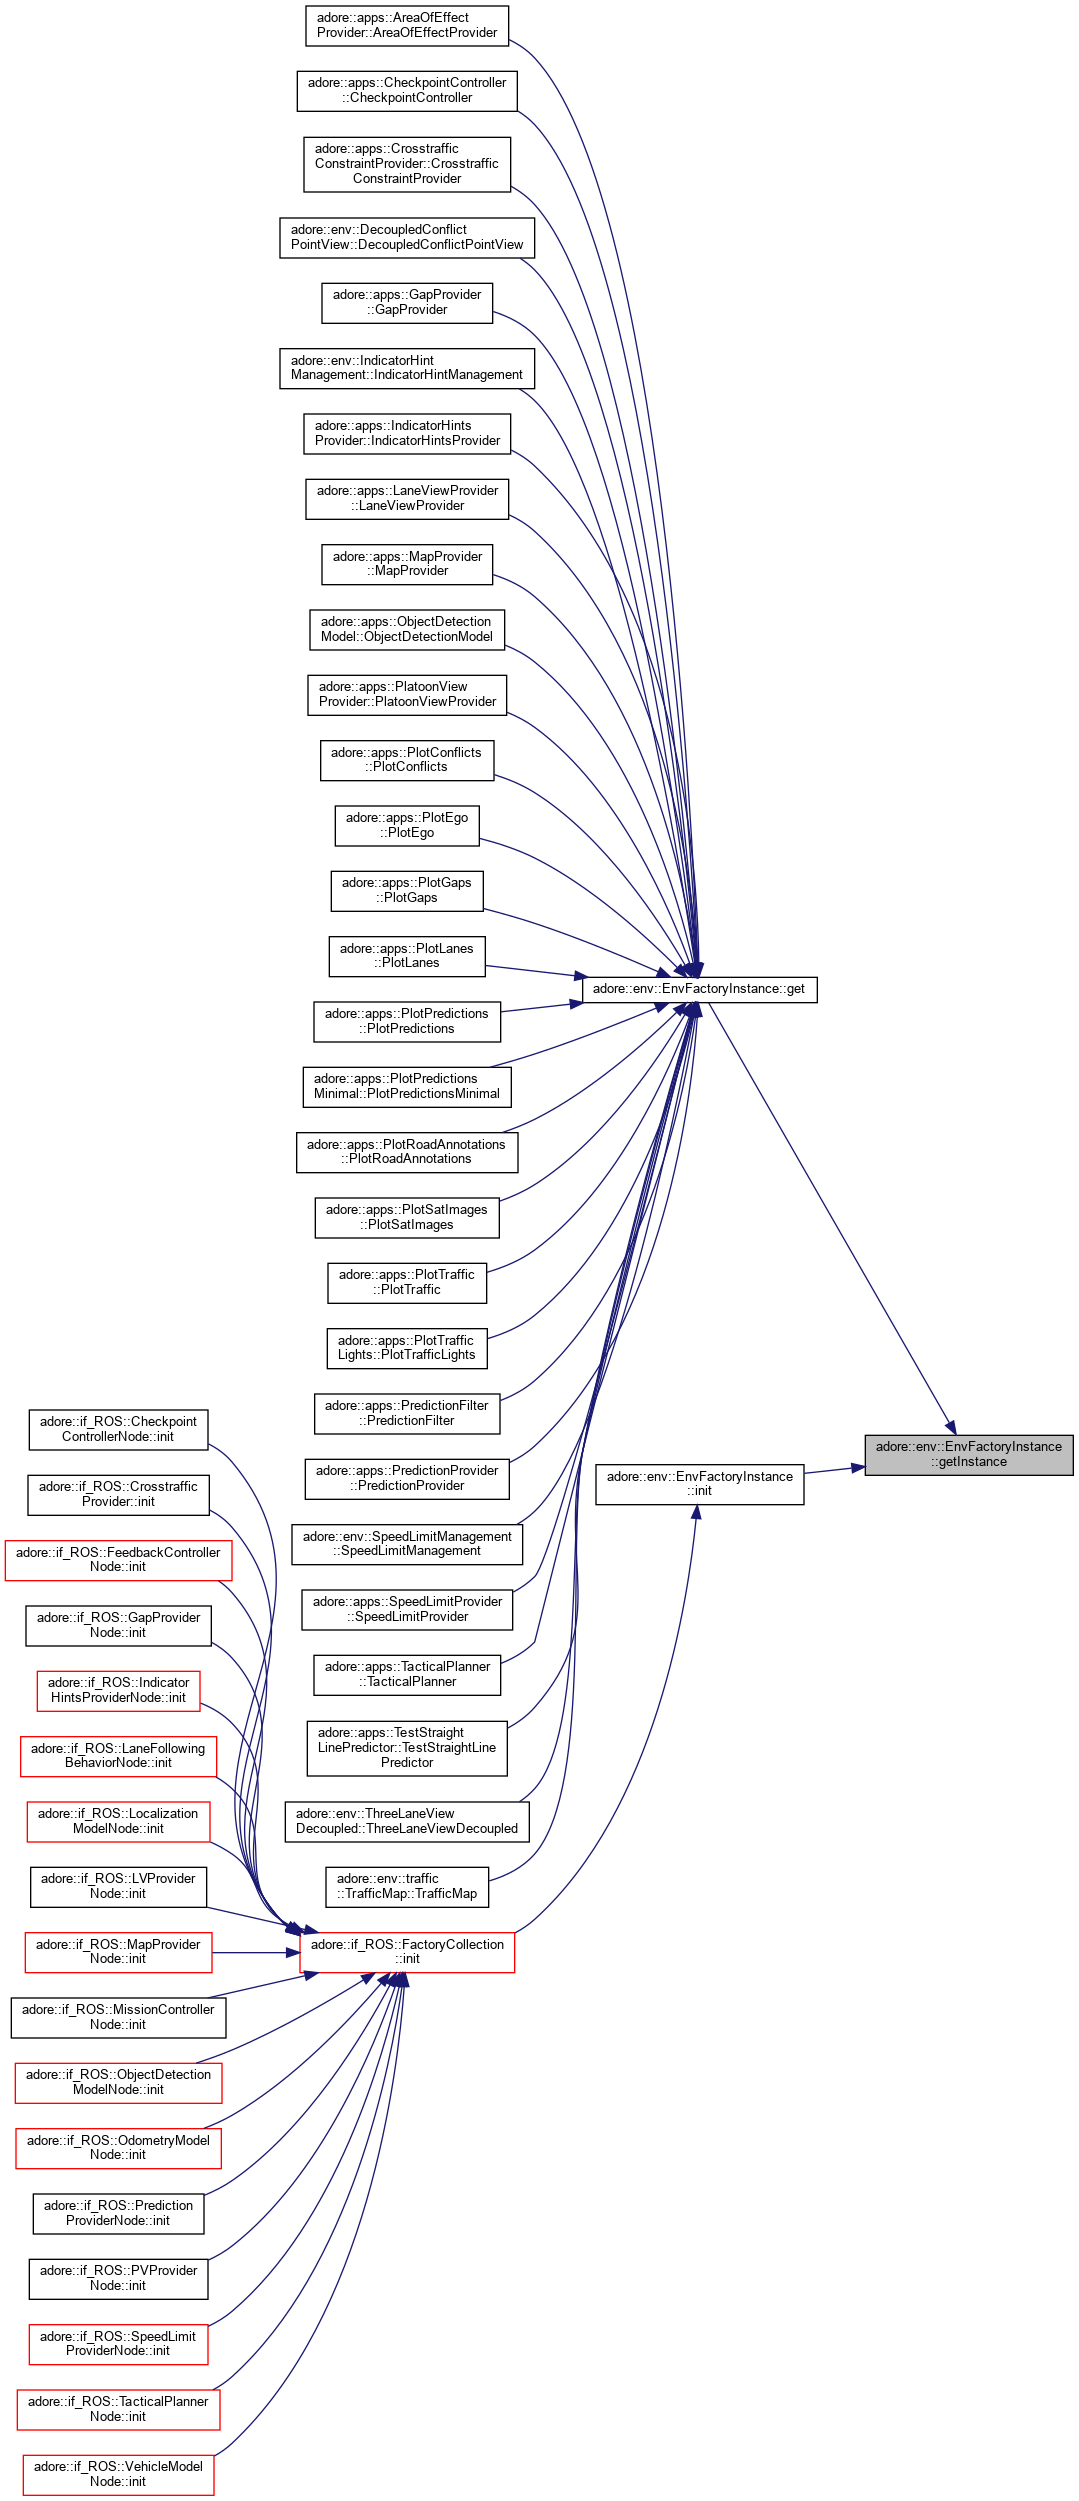 adore::apps::AreaOfEffect
Provider::AreaOfEffectProvider
adore::apps::CheckpointController
::CheckpointController
adore::apps::Crosstraffic
ConstraintProvider::Crosstraffic
ConstraintProvider
adore::env::DecoupledConflict
PointView::DecoupledConflictPointView
adore::apps::GapProvider
::GapProvider
adore::env::IndicatorHint
Management::IndicatorHintManagement
adore::apps::IndicatorHints
Provider::IndicatorHintsProvider
adore::apps::LaneViewProvider
::LaneViewProvider
adore::apps::MapProvider
::MapProvider
adore::apps::ObjectDetection
Model::ObjectDetectionModel
adore::apps::PlatoonView
Provider::PlatoonViewProvider
adore::apps::PlotConflicts
::PlotConflicts
adore::apps::PlotEgo
::PlotEgo
adore::apps::PlotGaps
::PlotGaps
adore::apps::PlotLanes
::PlotLanes
adore::env::EnvFactoryInstance::get
adore::apps::PlotPredictions
::PlotPredictions
adore::apps::PlotPredictions
Minimal::PlotPredictionsMinimal
adore::apps::PlotRoadAnnotations
::PlotRoadAnnotations
adore::apps::PlotSatImages
::PlotSatImages
adore::apps::PlotTraffic
::PlotTraffic
adore::apps::PlotTraffic
Lights::PlotTrafficLights
adore::apps::PredictionFilter
::PredictionFilter
adore::apps::PredictionProvider
::PredictionProvider
adore::env::SpeedLimitManagement
::SpeedLimitManagement
adore::apps::SpeedLimitProvider
::SpeedLimitProvider
adore::apps::TacticalPlanner
::TacticalPlanner
adore::apps::TestStraight
LinePredictor::TestStraightLine
Predictor
adore::env::ThreeLaneView
Decoupled::ThreeLaneViewDecoupled
adore::env::traffic
::TrafficMap::TrafficMap
adore::env::EnvFactoryInstance
::getInstance
adore::env::EnvFactoryInstance
::init
adore::if_ROS::FactoryCollection
::init
adore::if_ROS::Checkpoint
ControllerNode::init
adore::if_ROS::Crosstraffic
Provider::init
adore::if_ROS::FeedbackController
Node::init
adore::if_ROS::GapProvider
Node::init
adore::if_ROS::Indicator
HintsProviderNode::init
adore::if_ROS::LaneFollowing
BehaviorNode::init
adore::if_ROS::Localization
ModelNode::init
adore::if_ROS::LVProvider
Node::init
adore::if_ROS::MapProvider
Node::init
adore::if_ROS::MissionController
Node::init
adore::if_ROS::ObjectDetection
ModelNode::init
adore::if_ROS::OdometryModel
Node::init
adore::if_ROS::Prediction
ProviderNode::init
adore::if_ROS::PVProvider
Node::init
adore::if_ROS::SpeedLimit
ProviderNode::init
adore::if_ROS::TacticalPlanner
Node::init
adore::if_ROS::VehicleModel
Node::init